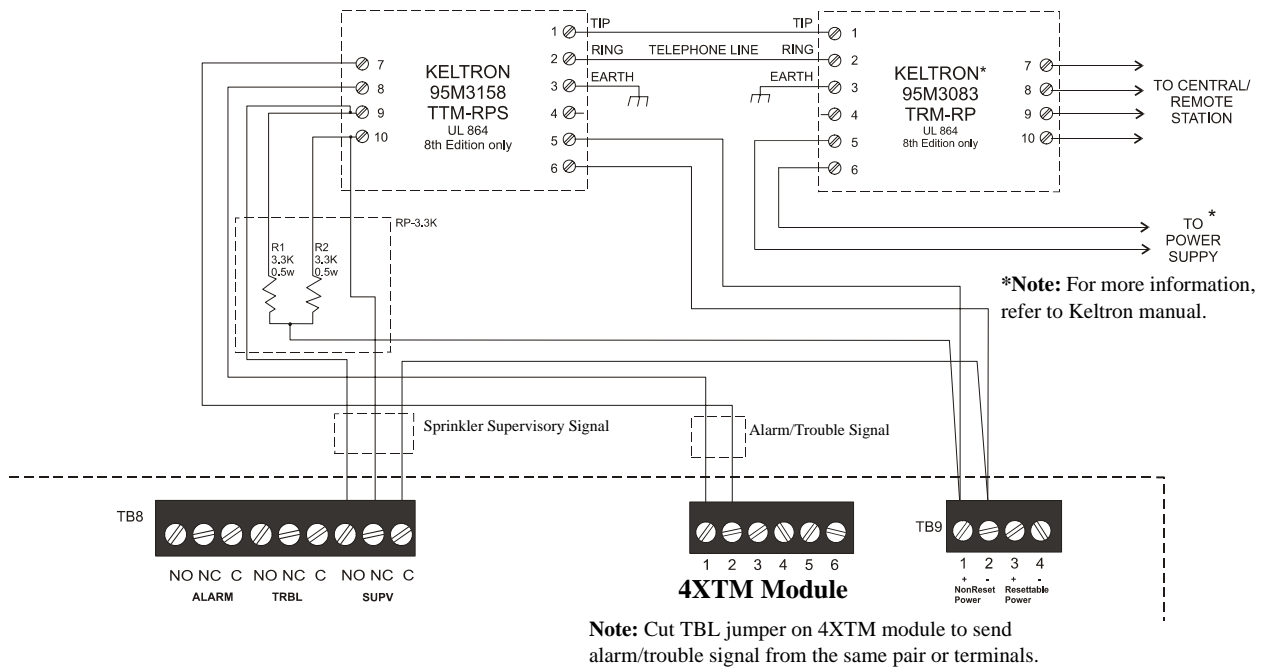 KELTRON
95M3158
TTM-RPS
UL 864
8th Edition only
7
8
9
10
1
2
3
4
5
6
TIP
RING
EARTH
TELEPHONE LINE
TIP
RING
EARTH
1
2
3
4
5
6
KELTRON*
95M3083
TRM-RP
UL 864
8th Edition only
7
8
9
10
TO CENTRAL/
REMOTE
STATION
TO *
POWER
SUPPY
*Note: For more information,
refer to Keltron manual.
RP-3.3K
R1
3.3K
0.5w
R2
3.3K
0.5w
Sprinkler Supervisory Signal
Alarm/Trouble Signal
TB8
NO NC C NO NC C NO NC C
ALARM TRBL SUPV
1 2 3 4 5 6
4XTM Module
TB9
1 2 3 4
+ - + -
NonReset
Power
Resettable
Power
Note: Cut TBL jumper on 4XTM module to send
alarm/trouble signal from the same pair or terminals.